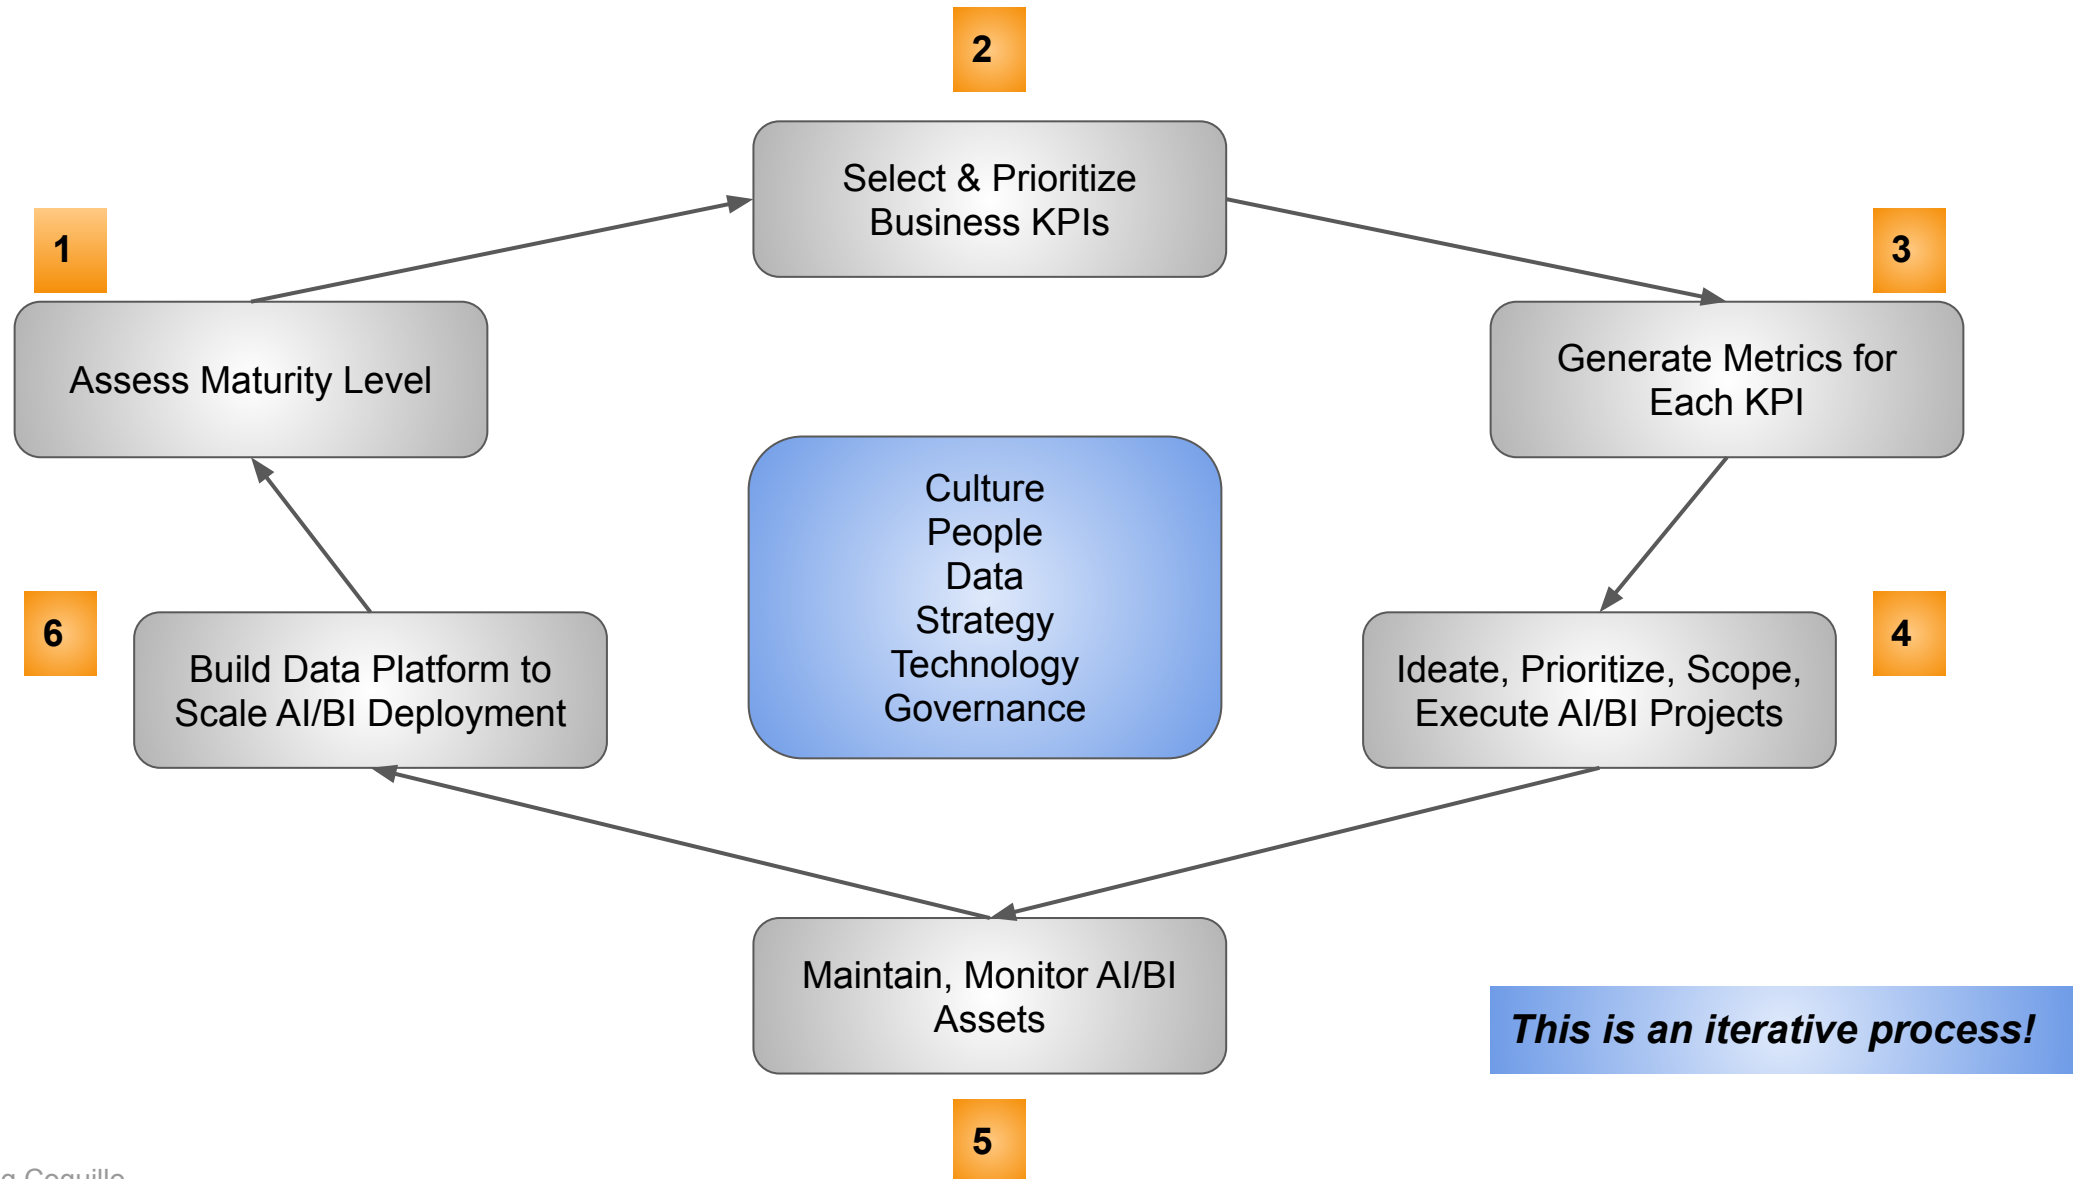 2
Select & Prioritize
Business KPIs
1
Assess Maturity Level
3
Generate Metrics for
Each KPI
Culture
People
Data
Strategy
Technology
Governance
6
Build Data Platform to
Scale AI/BI Deployment
4
Ideate, Prioritize, Scope,
Execute AI/BI Projects
Maintain, Monitor AI/BI
Assets
5
This is an iterative process!